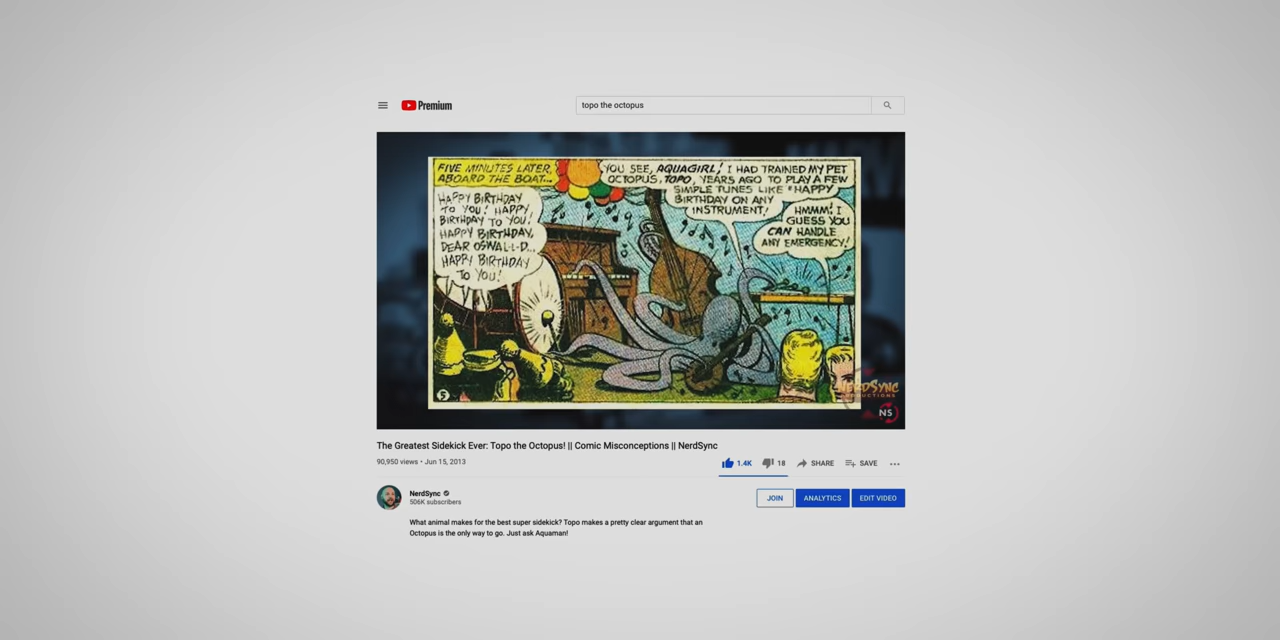 Premium
topo the octopus
FIVE MINUTES LATER,
ABOARD THE BOAT...
HAPPY BIRTHDAY
TO YOU! HAPPY
BIRTHDAY TO YOU!
HAPPY BIRTHDAY,
DEAR OSWAL-L-D...
HAPPY BIRTHDAY
TO YOU!
YOU SEE, AQUAGIRL, I HAD TRAINED MY PET
OCTOPUS, TOPO, YEARS AGO TO PLAY A FEW
SIMPLE TUNES LIKE "HAPPY
BIRTHDAY ON ANY
INSTRUMENT!
HMMM! I
GUESS YOU
CAN HANDLE
ANY EMERGENCY!
5
NERDSYNC
PRODUCTIONS
NS
The Greatest Sidekick Ever: Topo the Octopus! || Comic Misconceptions || NerdSync
90,950 views • Jun 15, 2013
1.4K
18
SHARE
SAVE
NerdSync
506K subscribers
JOIN
ANALYTICS
EDIT VIDEO
What animal makes for the best super sidekick? Topo makes a pretty clear argument that an
Octopus is the only way to go. Just ask Aquaman!